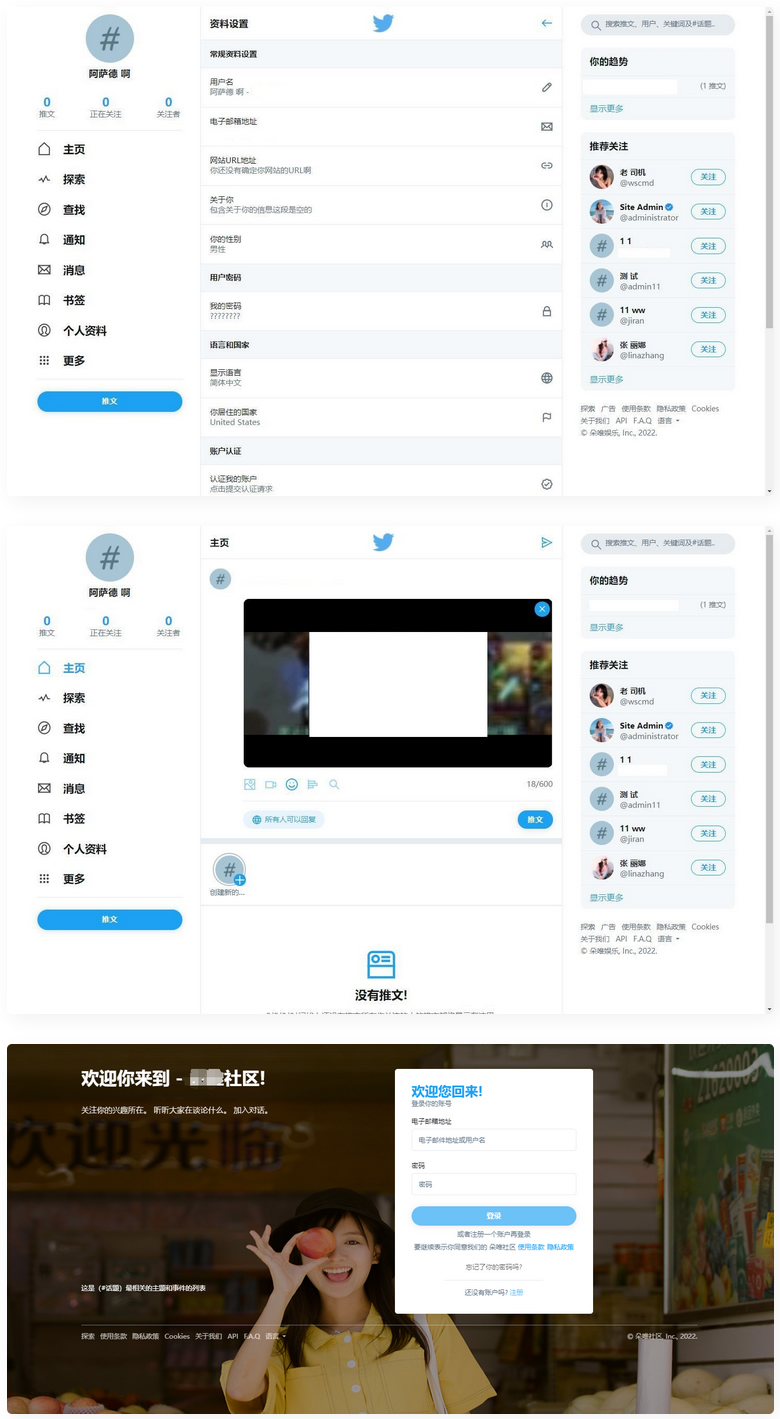 阿萨德 啊
0 0 0
推文 正在关注 关注者
主页
探索
查找
通知
消息
书签
个人资料
更多
推文
资料设置
常规资料设置
用户名
阿萨德 啊 -
电子邮箱地址
网站URL地址
你还没有确定你网站的URL啊
关于你
包含关于你的信息这段是空的
你的性别
男性
用户密码
我的密码
????????
语言和国家
显示语言
简体中文
你居住的国家
United States
账户认证
认证我的账户
点击提交认证请求
搜索推文、用户、关键词及#话题..
你的趋势
(1 推文)
显示更多
推荐关注
老 司机
@wscmd
关注
Site Admin
@administrator
关注
1 1
关注
测 试
@admin11
关注
11 ww
@jiran
关注
张 丽娜
@linazhang
关注
显示更多
探索 广告 使用条款 隐私政策 Cookies
关于我们 API F.A.Q 语言
© 朵唯娱乐, Inc., 2022.
阿萨德 啊
0 0 0
推文 正在关注 关注者
主页
探索
查找
通知
消息
书签
个人资料
更多
推文
主页
18/600
所有人可以回复
推文
创建新的...
没有推文!
搜索推文、用户、关键词及#话题..
你的趋势
(1 推文)
显示更多
推荐关注
老 司机
@wscmd
关注
Site Admin
@administrator
关注
1 1
关注
测 试
@admin11
关注
11 ww
@jiran
关注
张 丽娜
@linazhang
关注
显示更多
探索 广告 使用条款 隐私政策 Cookies
关于我们 API F.A.Q 语言
© 朵唯娱乐, Inc., 2022.
欢迎你来到 - 社区!
关注你的兴趣所在。 听听大家在谈论什么。 加入对话。
欢迎光临
这是（#话题）最相关的主题和事件的列表
欢迎您回来!
登录你的账号
电子邮箱地址
电子邮件地址或用户名
密码
密码
登录
或者注册一个账户再登录
要继续表示你同意我们的 朵唯社区 使用条款 隐私政策
忘记了你的密码吗?
还没有账户吗? 注册
探索 使用条款 隐私政策 Cookies 关于我们 API F.A.Q 语言
© 朵唯社区, Inc., 2022.